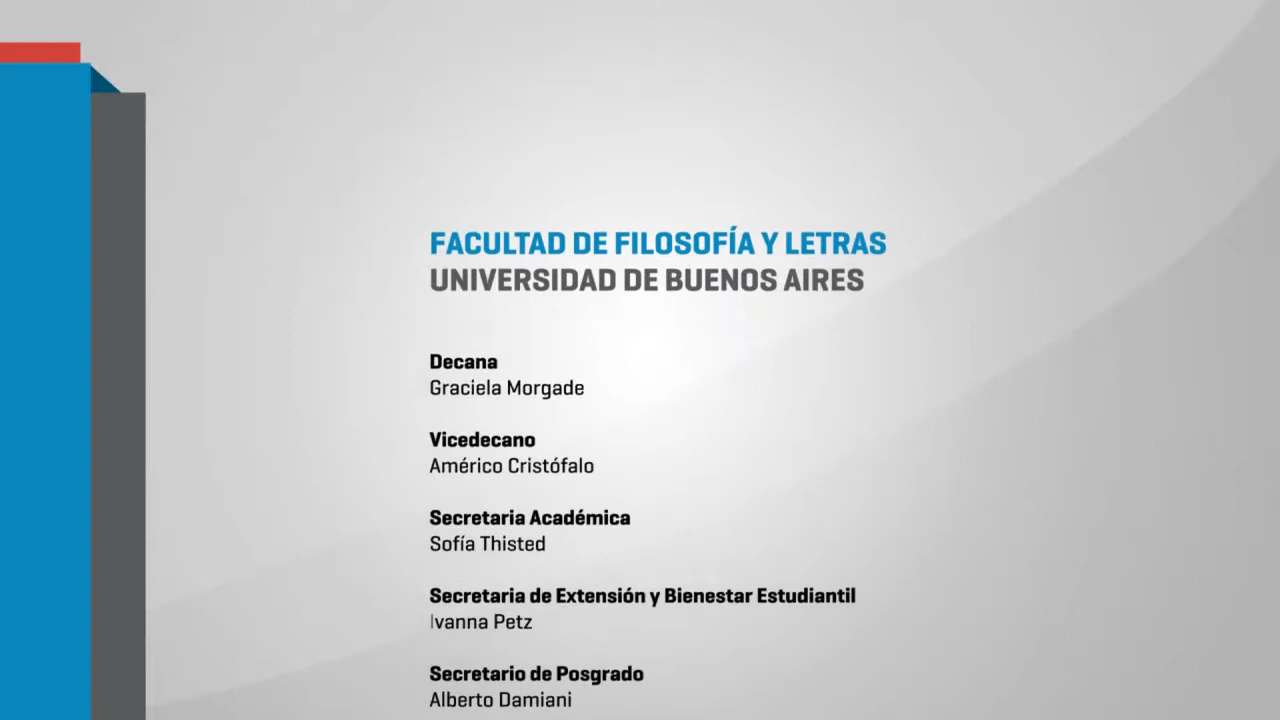 FACULTAD DE FILOSOFÍA Y LETRAS
UNIVERSIDAD DE BUENOS AIRES
Decana
Graciela Morgade
Vicedecano
Américo Cristófalo
Secretaria Académica
Sofía Thisted
Secretaria de Extensión y Bienestar Estudiantil
Ivanna Petz
Secretario de Posgrado
Alberto Damiani